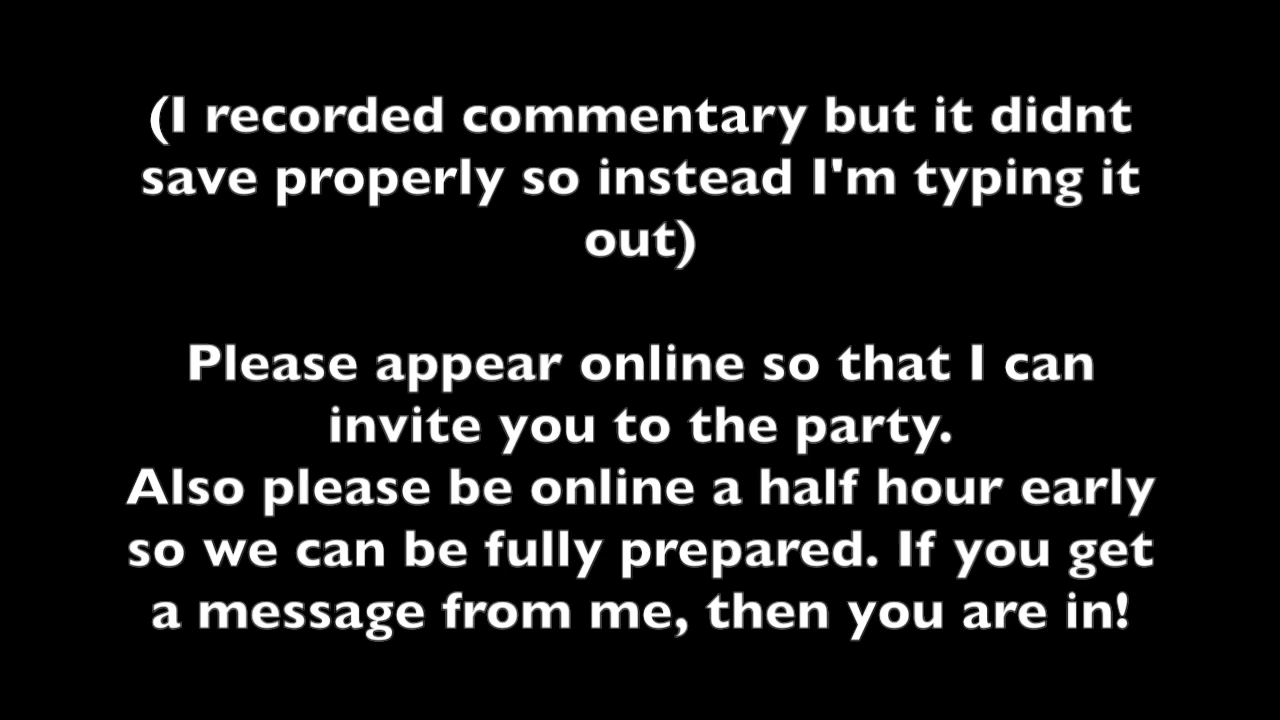 (I recorded commentary but it didnt
save properly so instead I'm typing it
out)
Please appear online so that I can
invite you to the party.
Also please be online a half hour early
so we can be fully prepared. If you get
a message from me, then you are in!